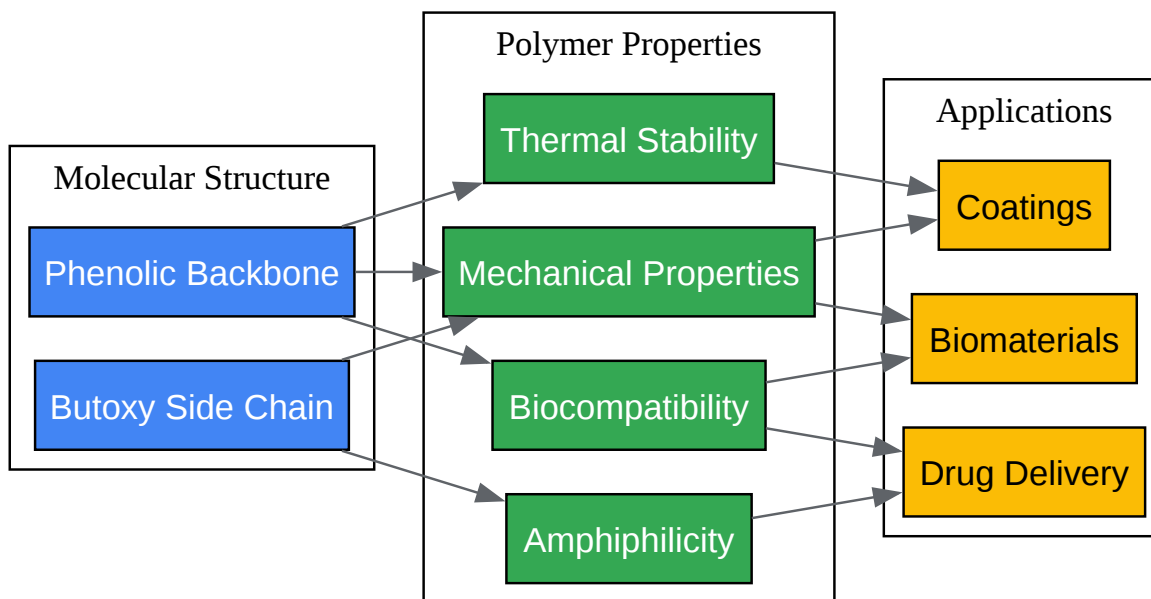 Molecular Structure
Phenolic Backbone
Butoxy Side Chain
Polymer Properties
Thermal Stability
Mechanical Properties
Biocompatibility
Amphiphilicity
Applications
Coatings
Biomaterials
Drug Delivery